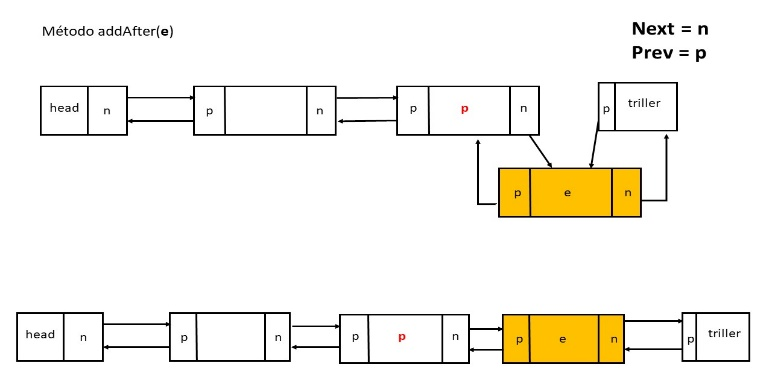 Método addAfter(e)
Next = n
Prev = p
head n p n p p n p triller
p e n
head n p n p p n p e n p triller